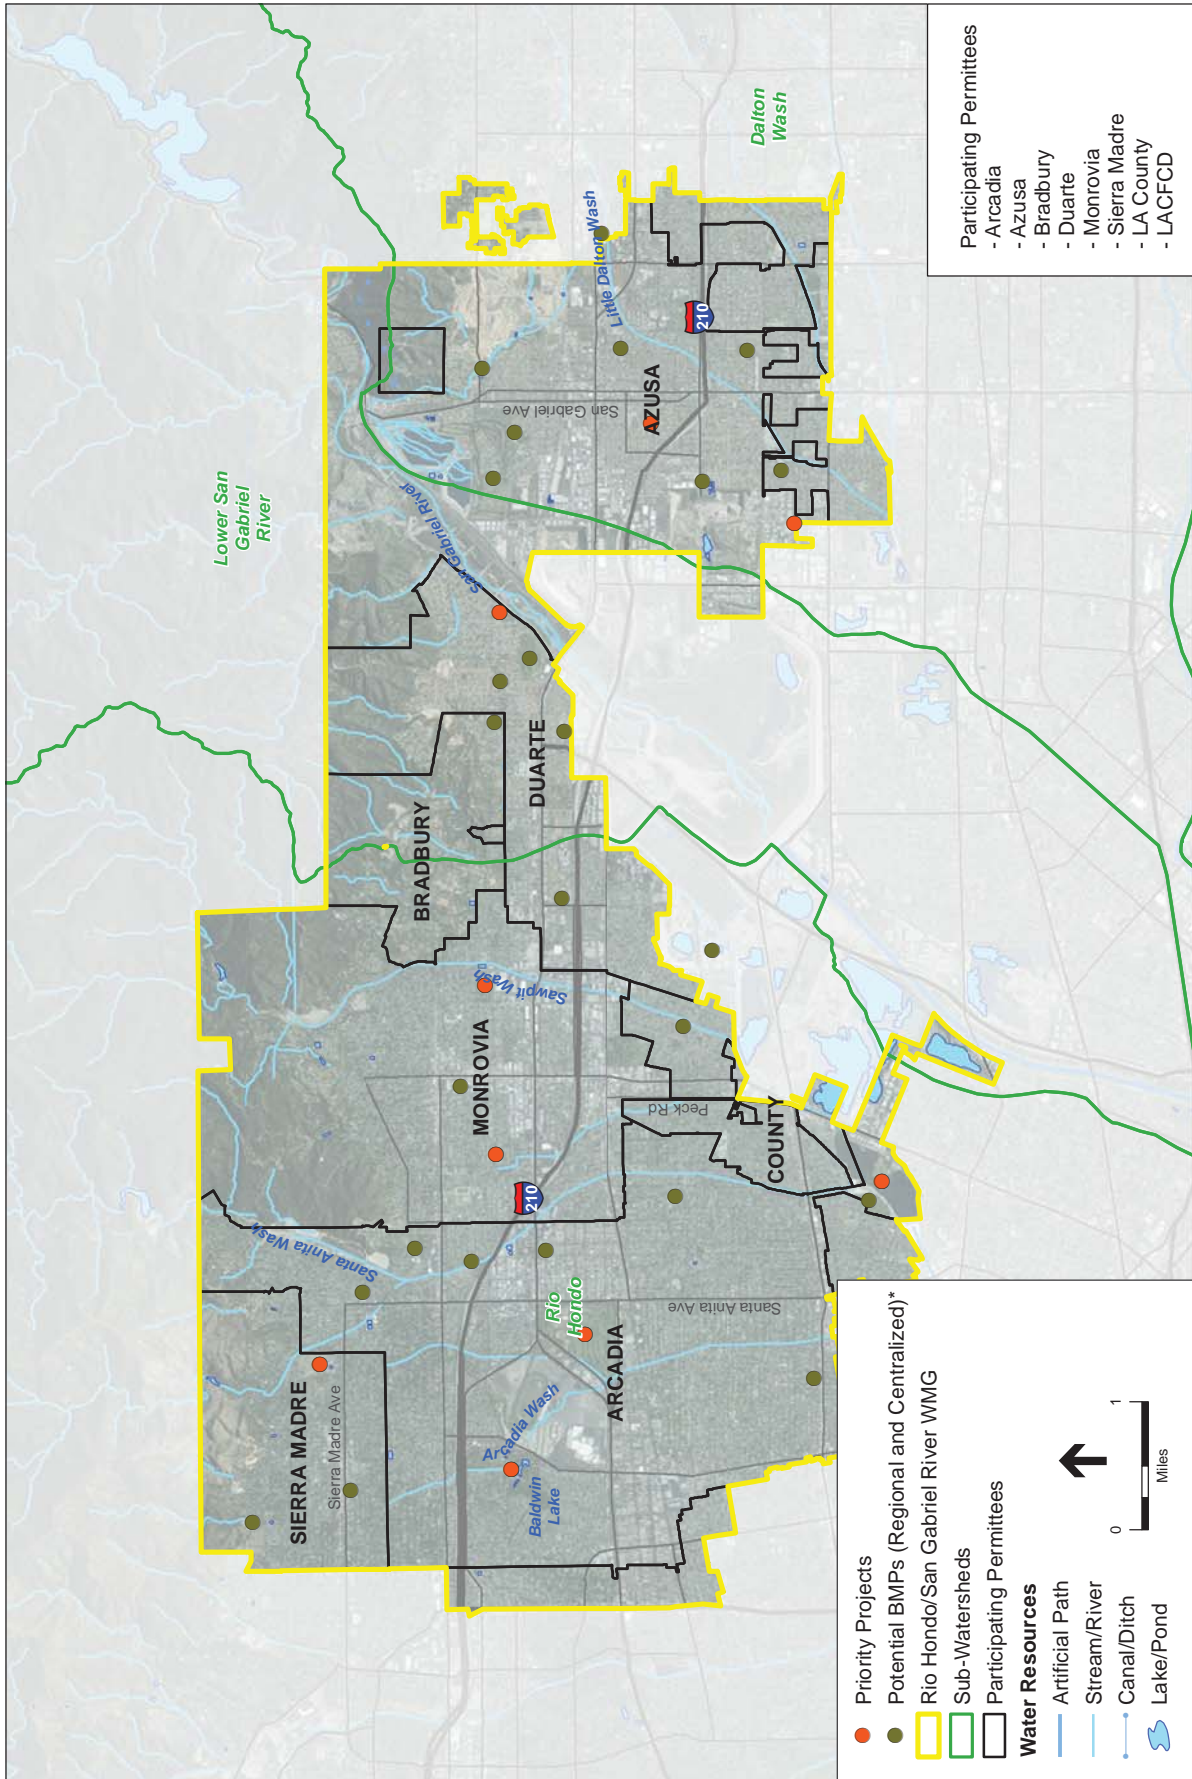 Lower San
Gabriel
River
Dalton
Wash
SIERRA MADRE
Sierra Madre Ave
Santa Anita Wash
Baldwin
Lake
Arcadia Wash
ARCADIA
Rio
Hondo
Santa Anita Ave
210
MONROVIA
Sawpit Wash
Peck Rd
COUNTY
BRADBURY
DUARTE
San Gabriel River
San Gabriel Ave
AZUSA
Little Dalton Wash
210
Priority Projects
Potential BMPs (Regional and Centralized)*
Rio Hondo/San Gabriel River WMG
Sub-Watersheds
Participating Permittees
Water Resources
Artificial Path
Stream/River
Canal/Ditch
Lake/Pond
0 1
Miles
Participating Permittees
- Arcadia
- Azusa
- Bradbury
- Duarte
- Monrovia
- Sierra Madre
- LA County
- LACFCD